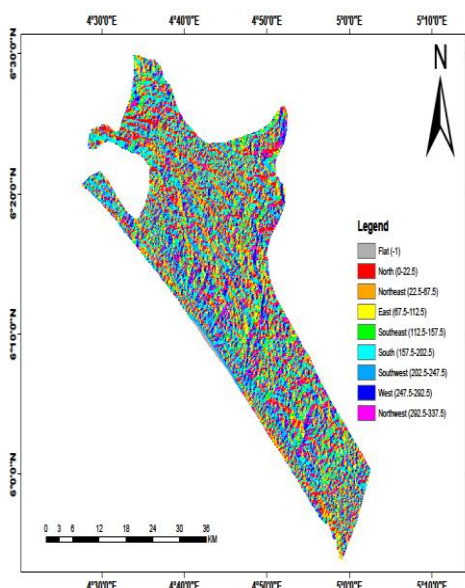 4°30'0"E 4°40'0"E 4°50'0"E 5°0'0"E 5°10'0"E
6°30'0"N
6°20'0"N
6°10'0"N
6°0'0"N
N
Legend
Flat (-1)
North (0-22.5)
Northeast (22.5-67.5)
East (67.5-112.5)
Southeast (112.5-157.5)
South (157.5-202.5)
Southwest (202.5-247.5)
West (247.5-292.5)
Northwest (292.5-337.5)
0 3 6 12 18 24 30 36
KM
4°30'0"E 4°40'0"E 4°50'0"E 5°0'0"E 5°10'0"E